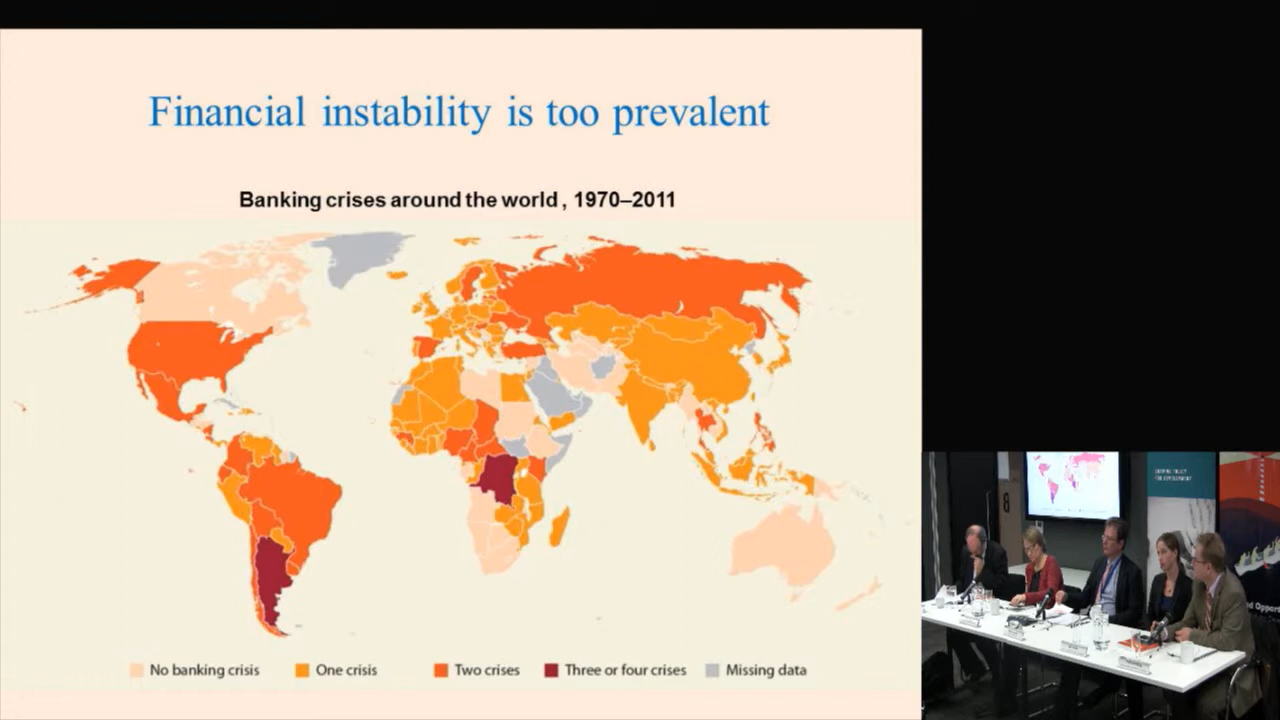 Financial instability is too prevalent
Banking crises around the world , 1970–2011
No banking crisis
One crisis
Two crises
Three or four crises
Missing data